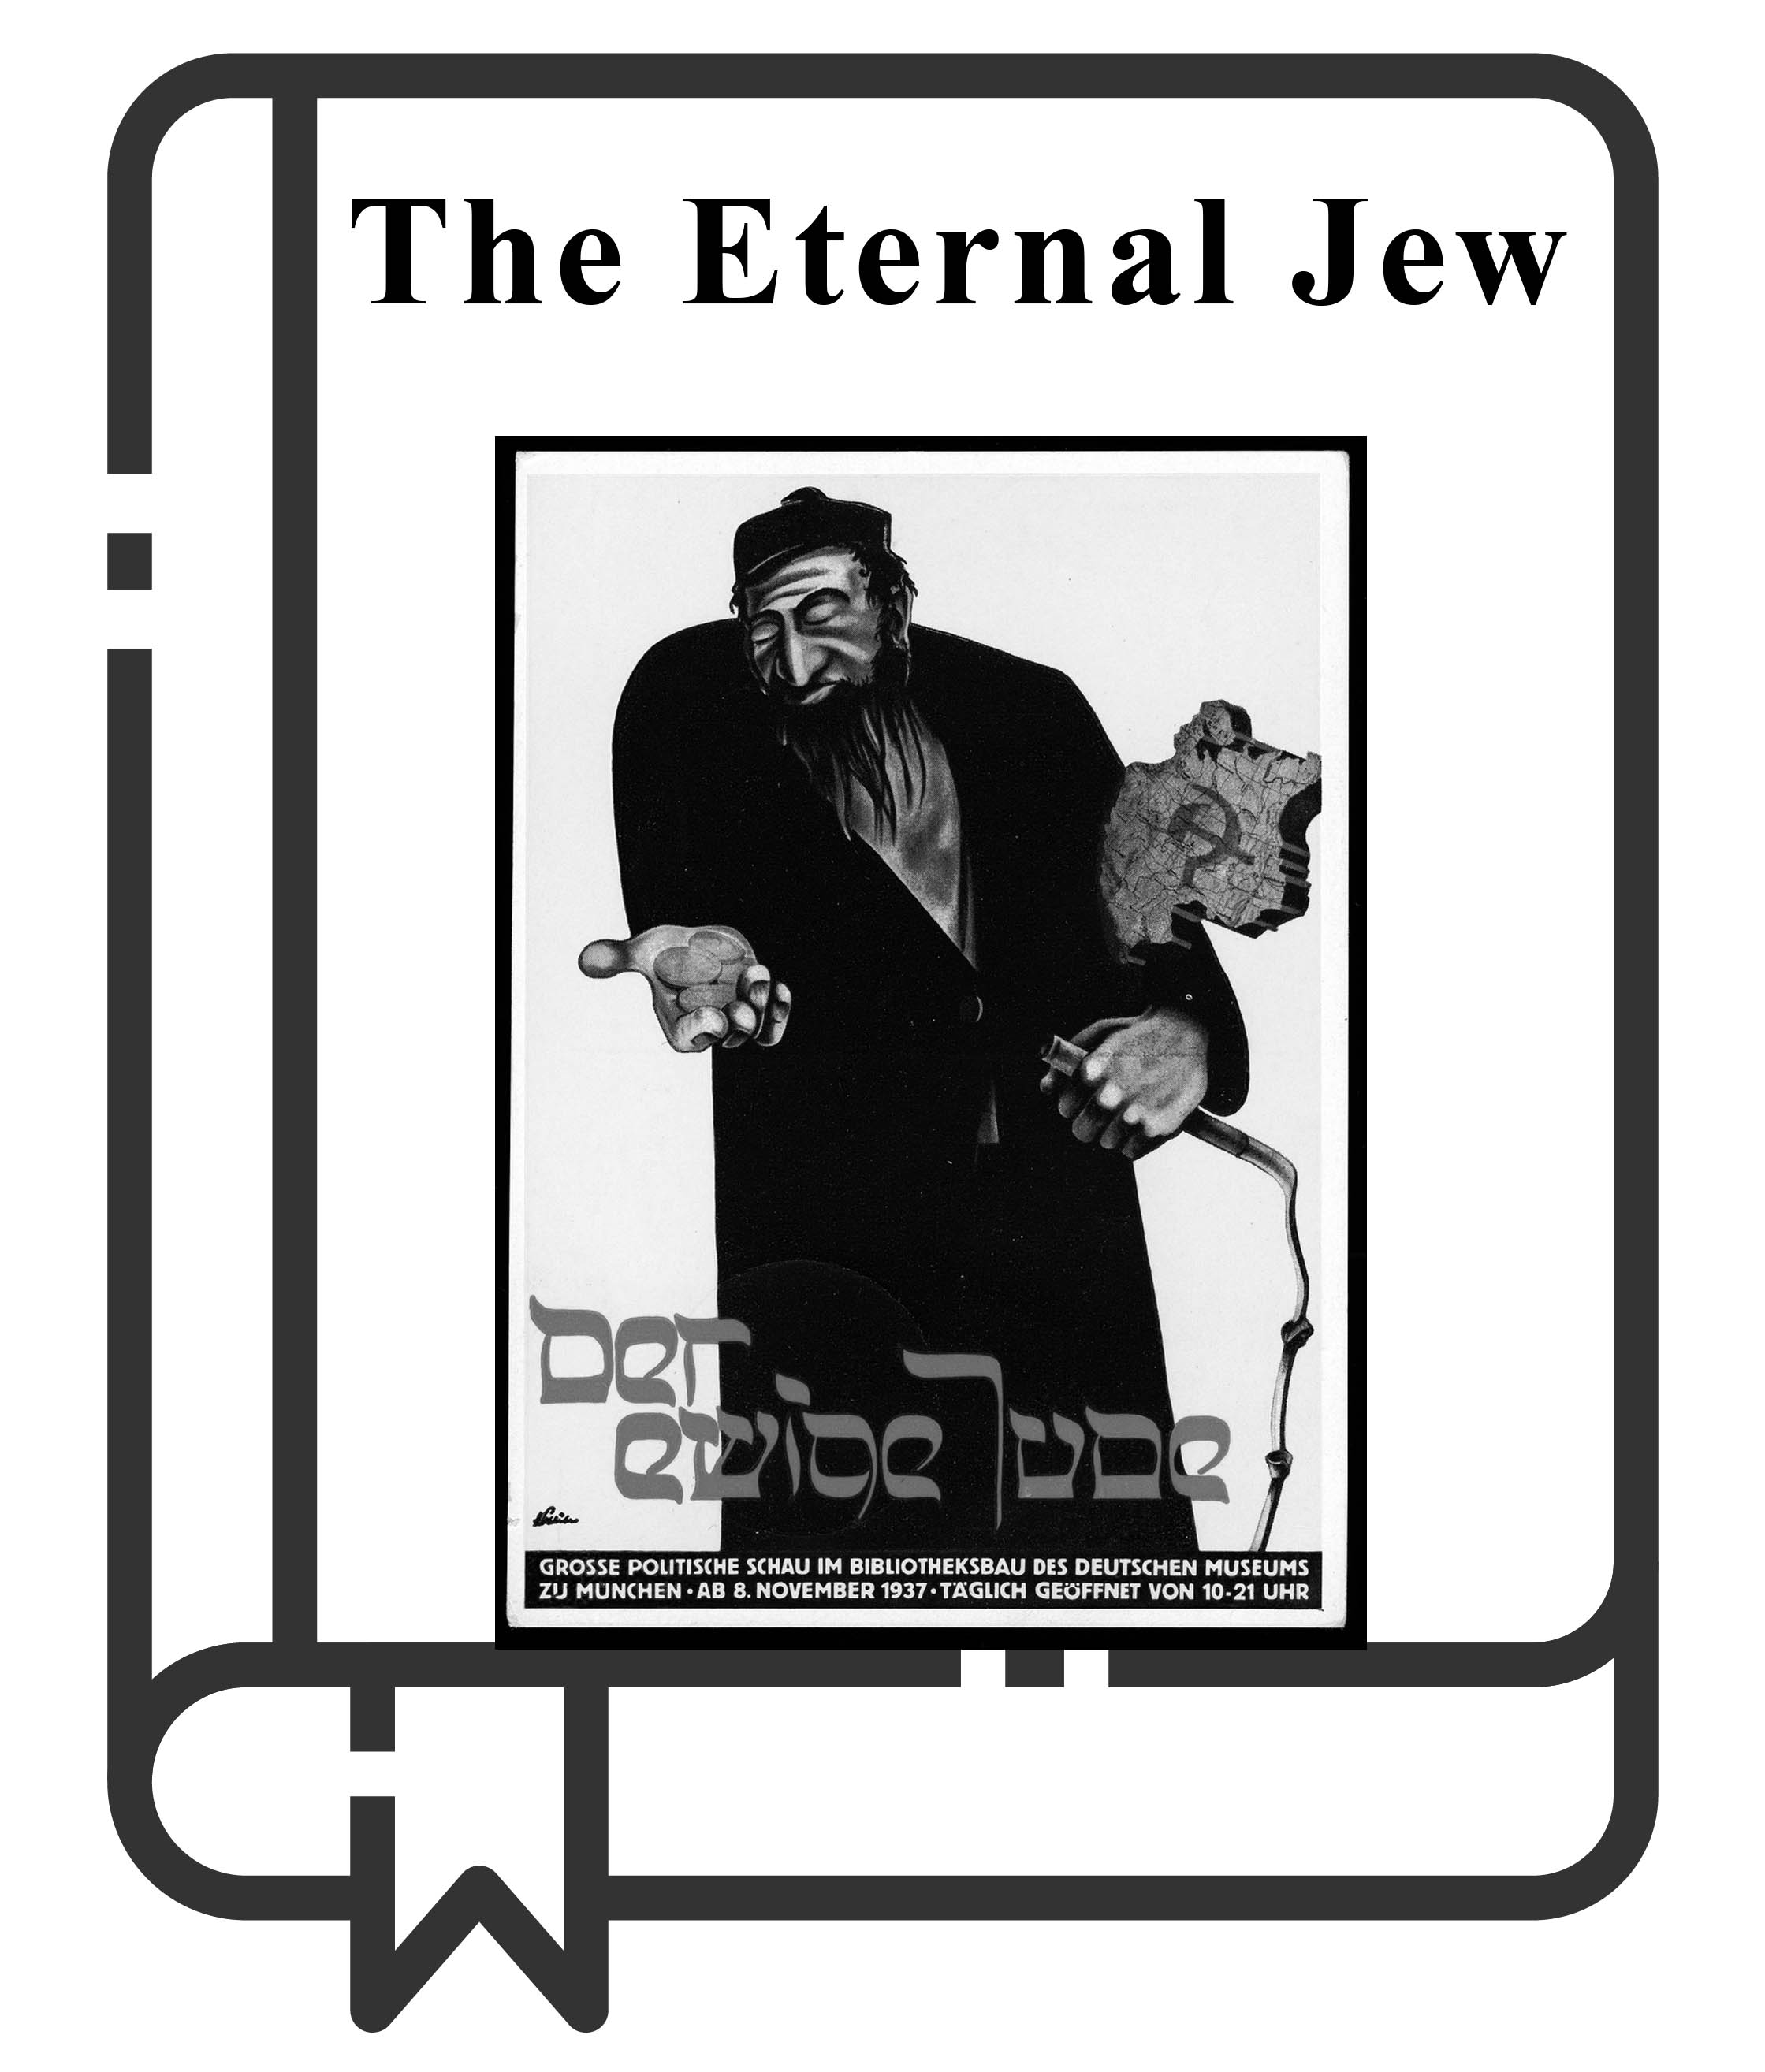 The Eternal Jew
Der
ewige Jude
GROSSE POLITISCHE SCHAU IM BIBLIOTHEKSBAU DES DEUTSCHEN MUSEUMS
ZU MÜNCHEN • AB 8. NOVEMBER 1937 • TÄGLICH GEÖFFNET VON 10-21 UHR